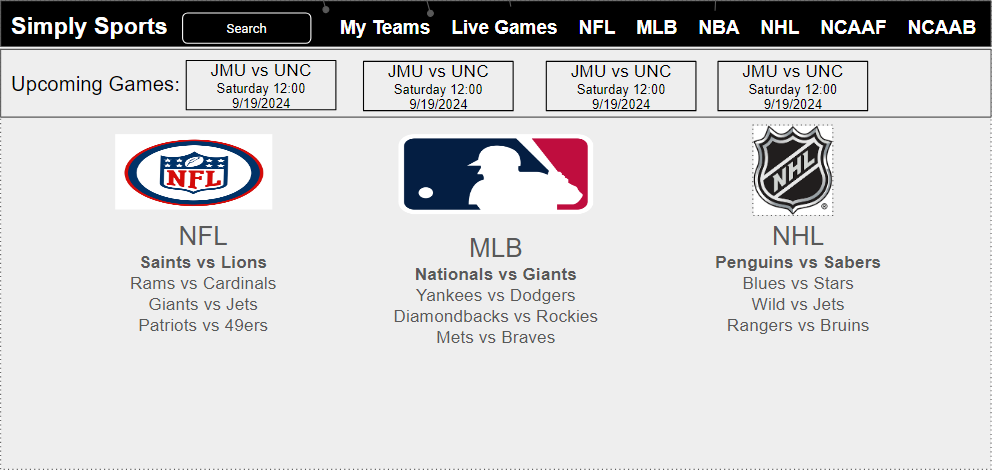 Simply Sports
Search
My Teams
Live Games
NFL
MLB
NBA
NHL
NCAAF
NCAAB
Upcoming Games:
JMU vs UNC
Saturday 12:00
9/19/2024
JMU vs UNC
Saturday 12:00
9/19/2024
JMU vs UNC
Saturday 12:00
9/19/2024
JMU vs UNC
Saturday 12:00
9/19/2024
NFL
NFL
Saints vs Lions
Rams vs Cardinals
Giants vs Jets
Patriots vs 49ers
MLB
Nationals vs Giants
Yankees vs Dodgers
Diamondbacks vs Rockies
Mets vs Braves
NHL
®
NHL
Penguins vs Sabers
Blues vs Stars
Wild vs Jets
Rangers vs Bruins